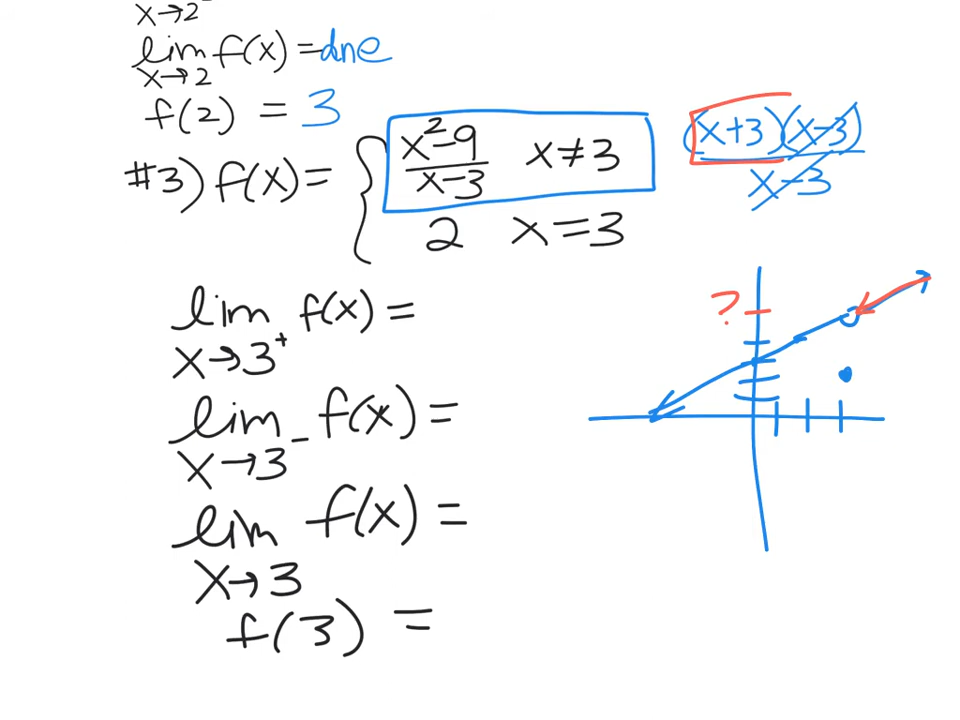 x→2⁻
lim f(x) = dne
x→2
f(2) = 3
#3) f(x) = { x²-9 / x-3  x≠3
2  x=3
(x+3)(x-3)
x-3
lim f(x) =
x→3⁺
lim f(x) =
x→3⁻
lim f(x) =
x→3
f(3) =
?